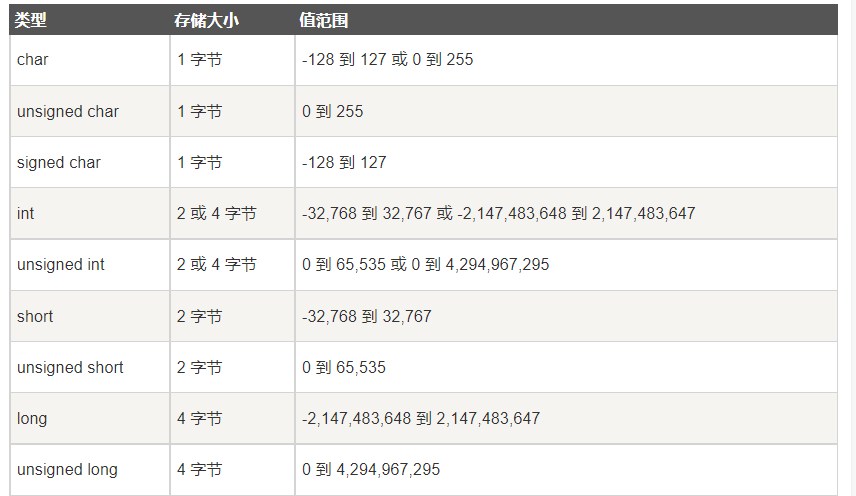 类型 存储大小 值范围
char 1 字节 -128 到 127 或 0 到 255
unsigned char 1 字节 0 到 255
signed char 1 字节 -128 到 127
int 2 或 4 字节 -32,768 到 32,767 或 -2,147,483,648 到 2,147,483,647
unsigned int 2 或 4 字节 0 到 65,535 或 0 到 4,294,967,295
short 2 字节 -32,768 到 32,767
unsigned short 2 字节 0 到 65,535
long 4 字节 -2,147,483,648 到 2,147,483,647
unsigned long 4 字节 0 到 4,294,967,295